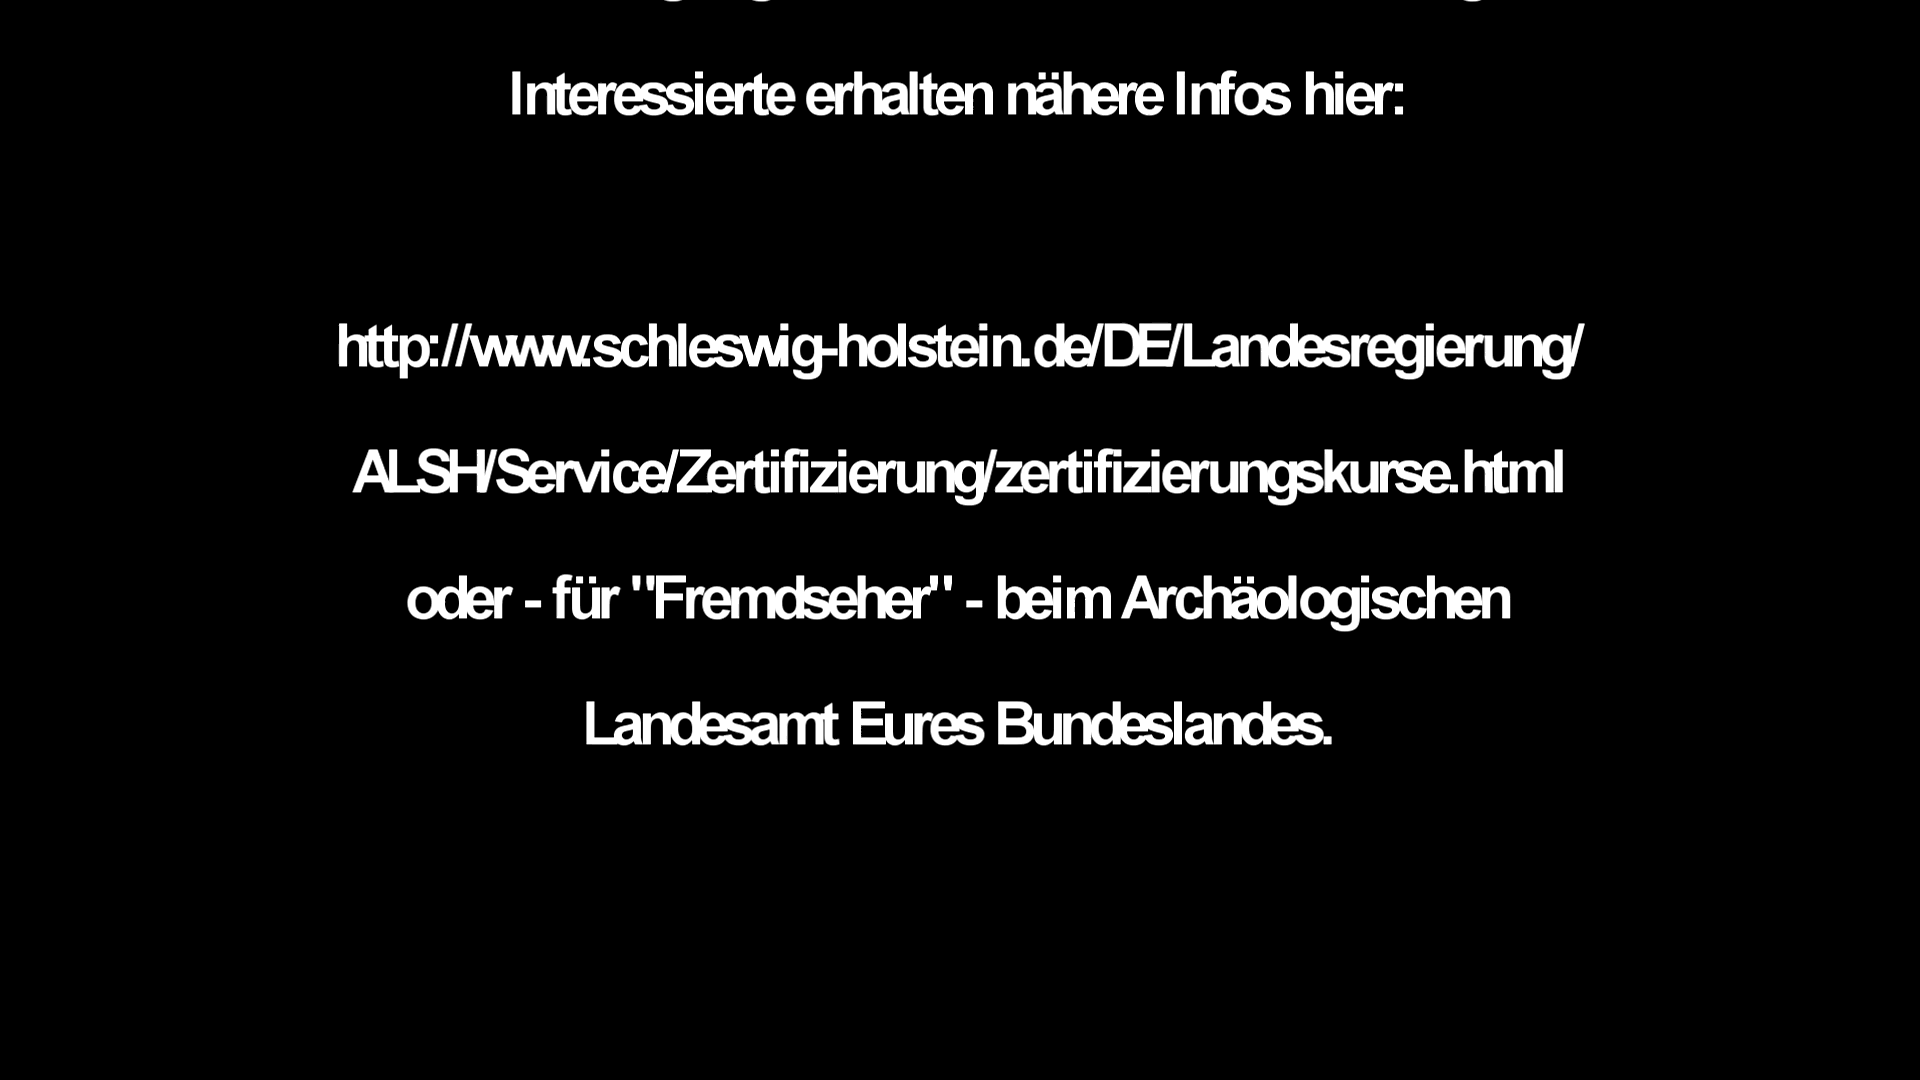 Interessierte erhalten nähere Infos hier:
http://www.schleswig-holstein.de/DE/Landesregierung/
ALSH/Service/Zertifizierung/zertifizierungskurse.html
oder - für "Fremdseher" - beim Archäologischen
Landesamt Eures Bundeslandes.